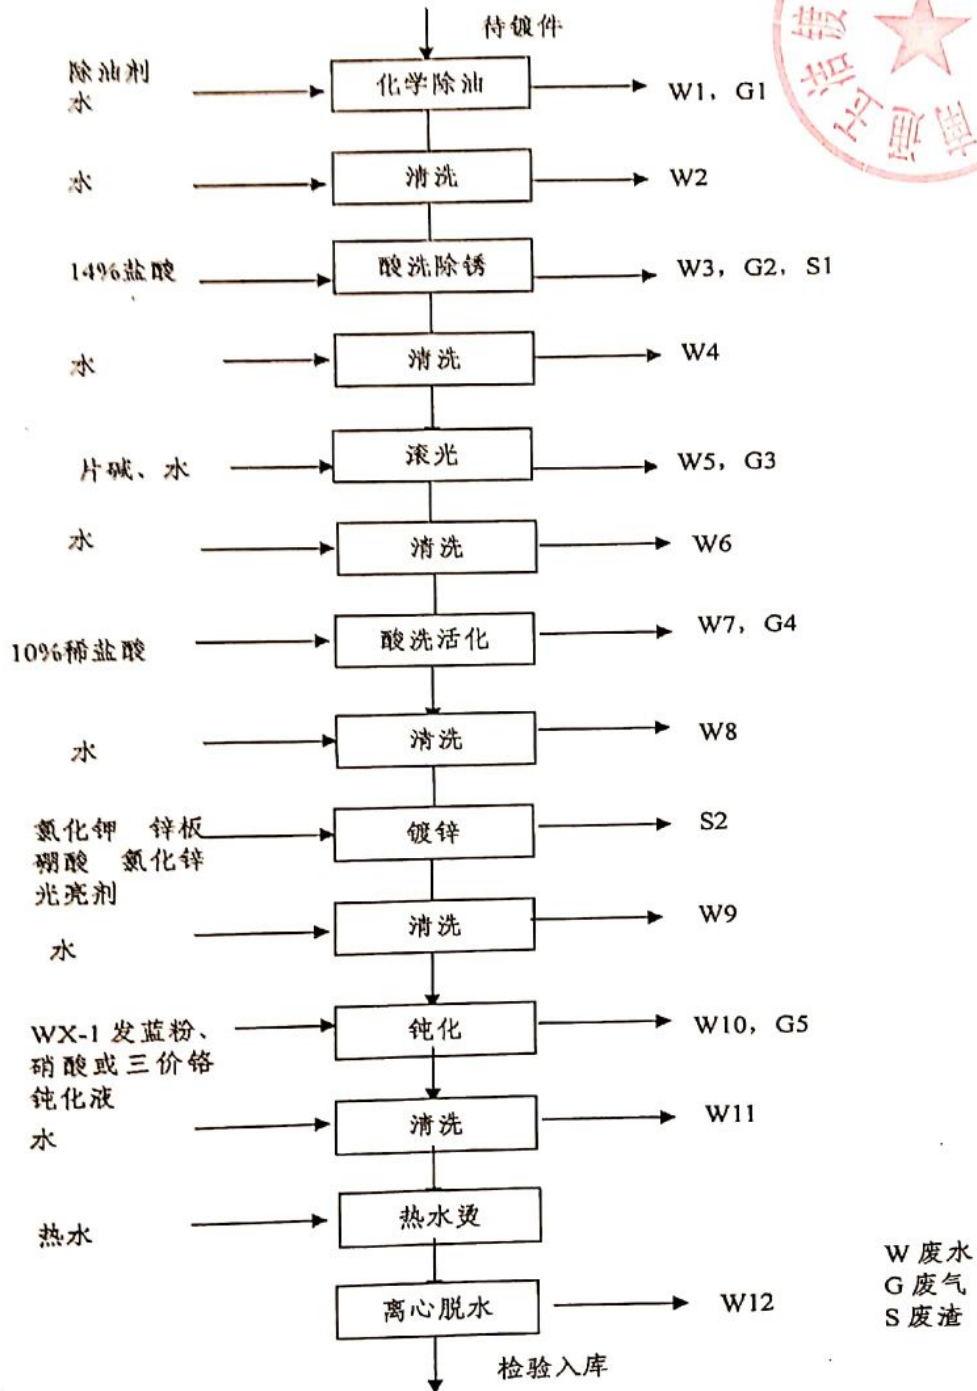 待镀件
除油剂
水
化学除油
W1，G1
水
清洗
W2
14%盐酸
酸洗除锈
W3，G2，S1
水
清洗
W4
片碱、水
滚光
W5，G3
水
清洗
W6
10%稀盐酸
酸洗活化
W7，G4
水
清洗
W8
氯化钾 锌板
硼酸 氯化锌
光亮剂
镀锌
S2
水
清洗
W9
WX-1 发蓝粉、
硝酸或三价铬
钝化液
钝化
W10，G5
水
清洗
W11
热水
热水烫
离心脱水
W12
检验入库
W 废水
G 废气
S 废渣